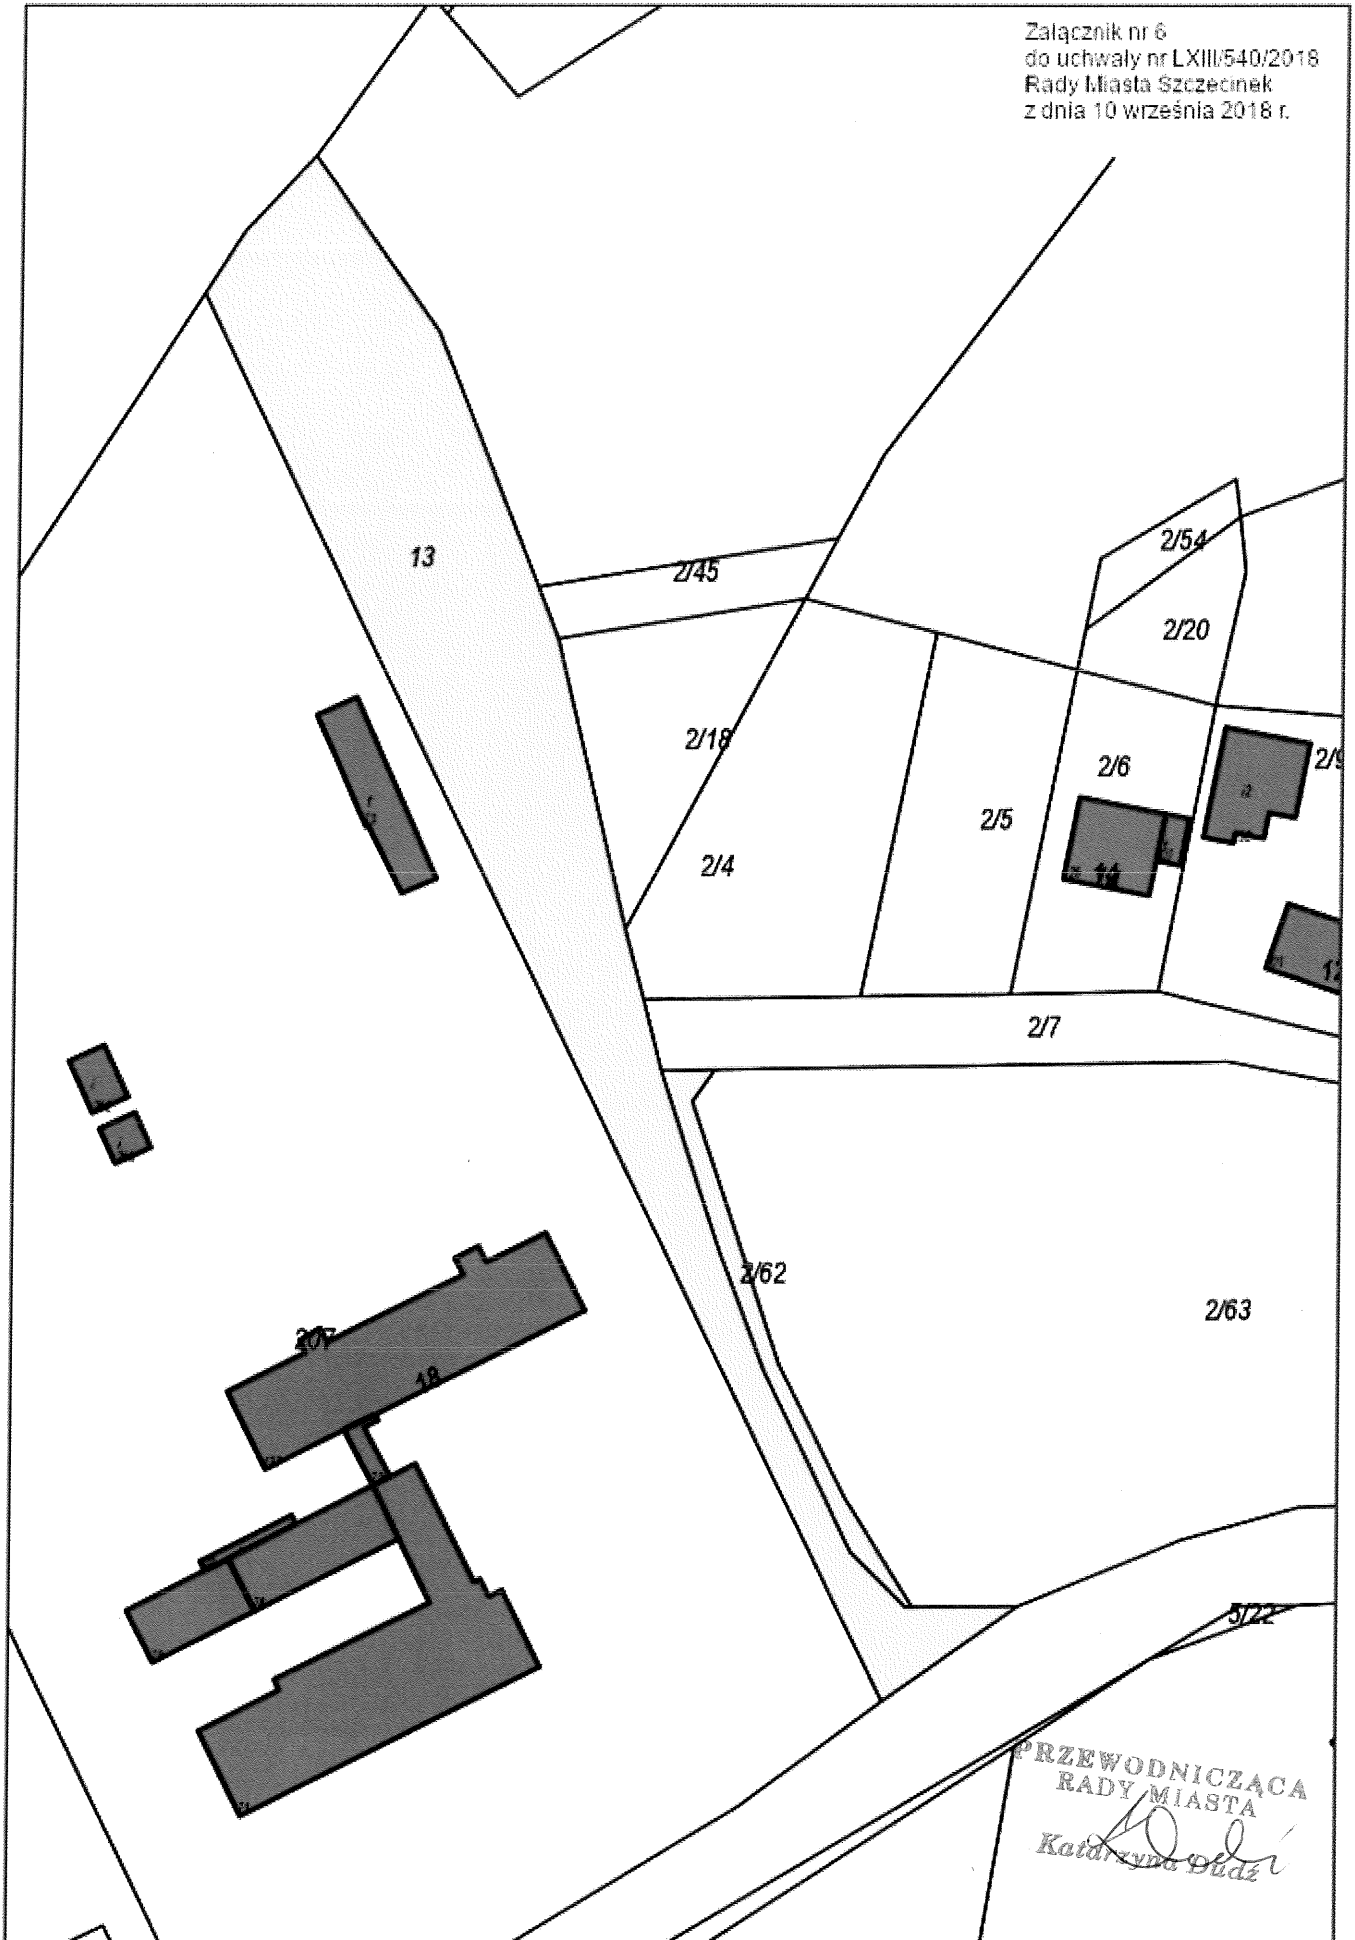 Załącznik nr 6
do uchwały nr LXIII/540/2018
Rady Miasta Szczecinek
z dnia 10 września 2018 r.
13
2/45
2/54
2/20
2/18
2/6
2/5
2/4
2/7
2/62
2/63
18
5/22
PRZEWODNICZĄCA
RADY MIASTA
Katarzyna Dudź